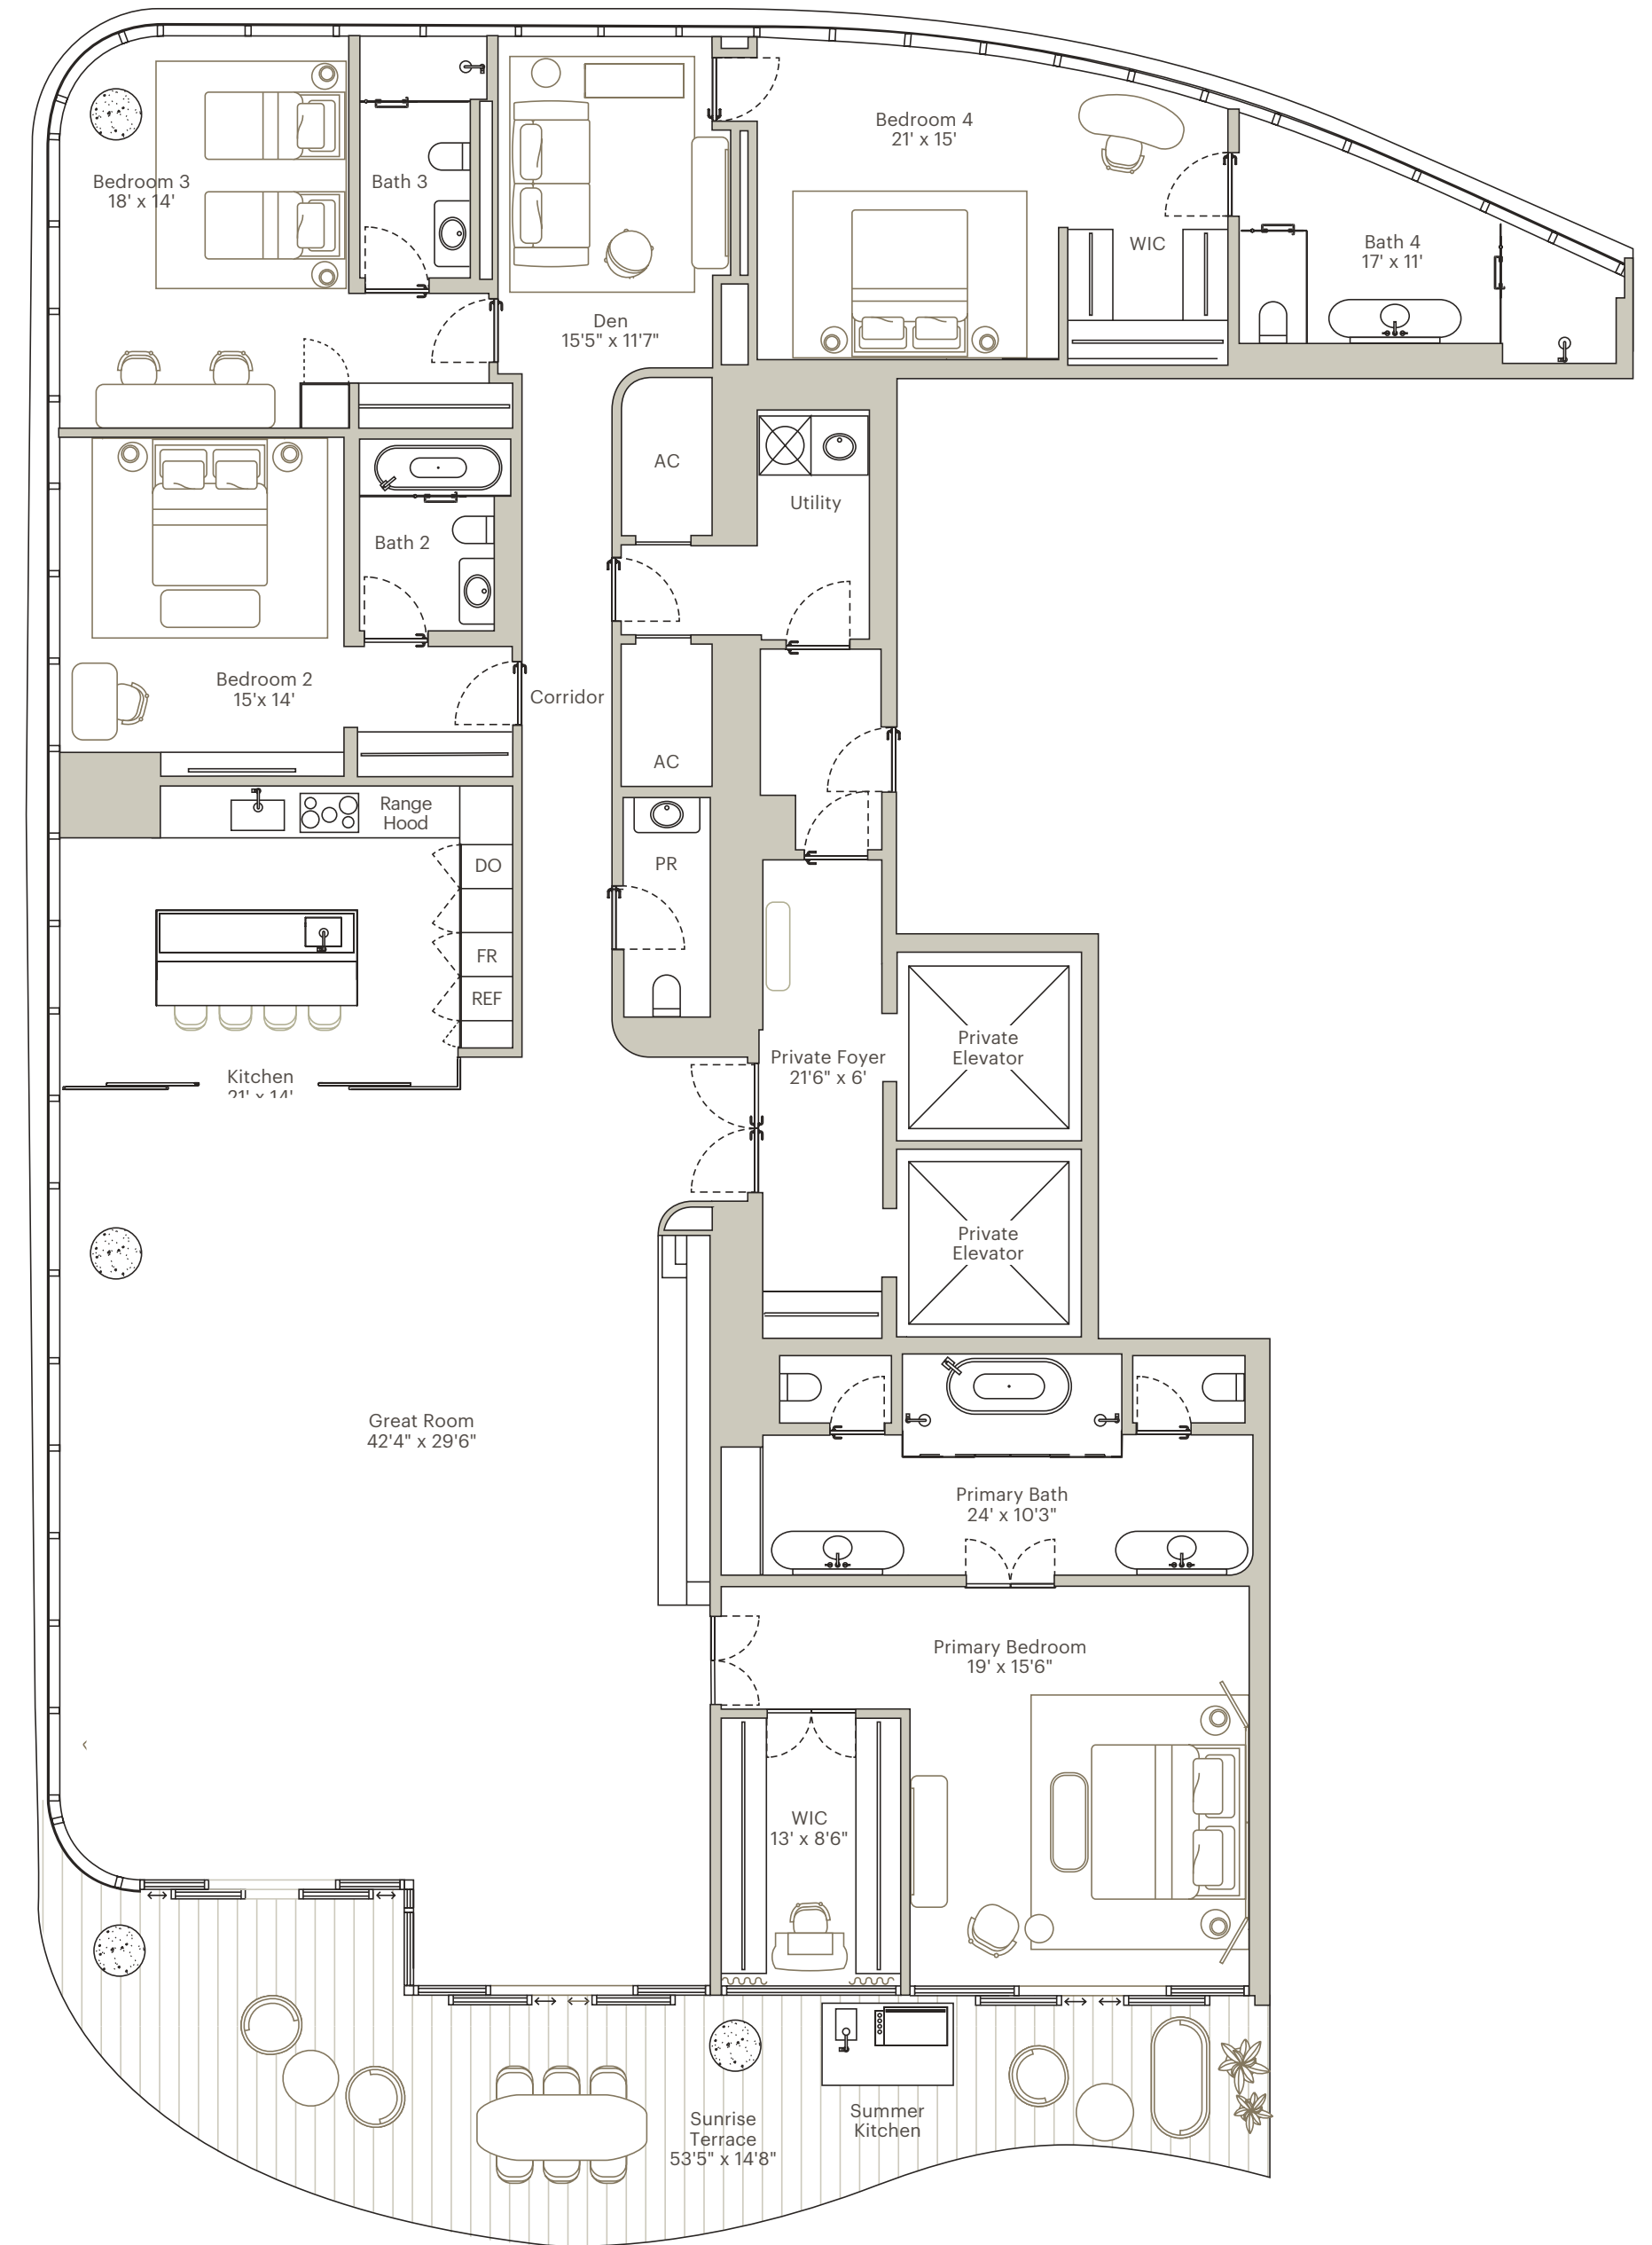 Bedroom 4
21' x 15'
Bedroom 3
18' x 14'
Bath 3
WIC
Bath 4
17' x 11'
Den
15'5" x 11'7"
AC
Utility
Bath 2
Bedroom 2
15'x 14'
Corridor
AC
Range
Hood
DO
PR
FR
REF
Private
Elevator
Private Foyer
21'6" x 6'
Kitchen
21' x 14'
Private
Elevator
Great Room
42'4" x 29'6"
Primary Bath
24' x 10'3"
Primary Bedroom
19' x 15'6"
WIC
13' x 8'6"
Summer
Kitchen
Sunrise
Terrace
53'5" x 14'8"